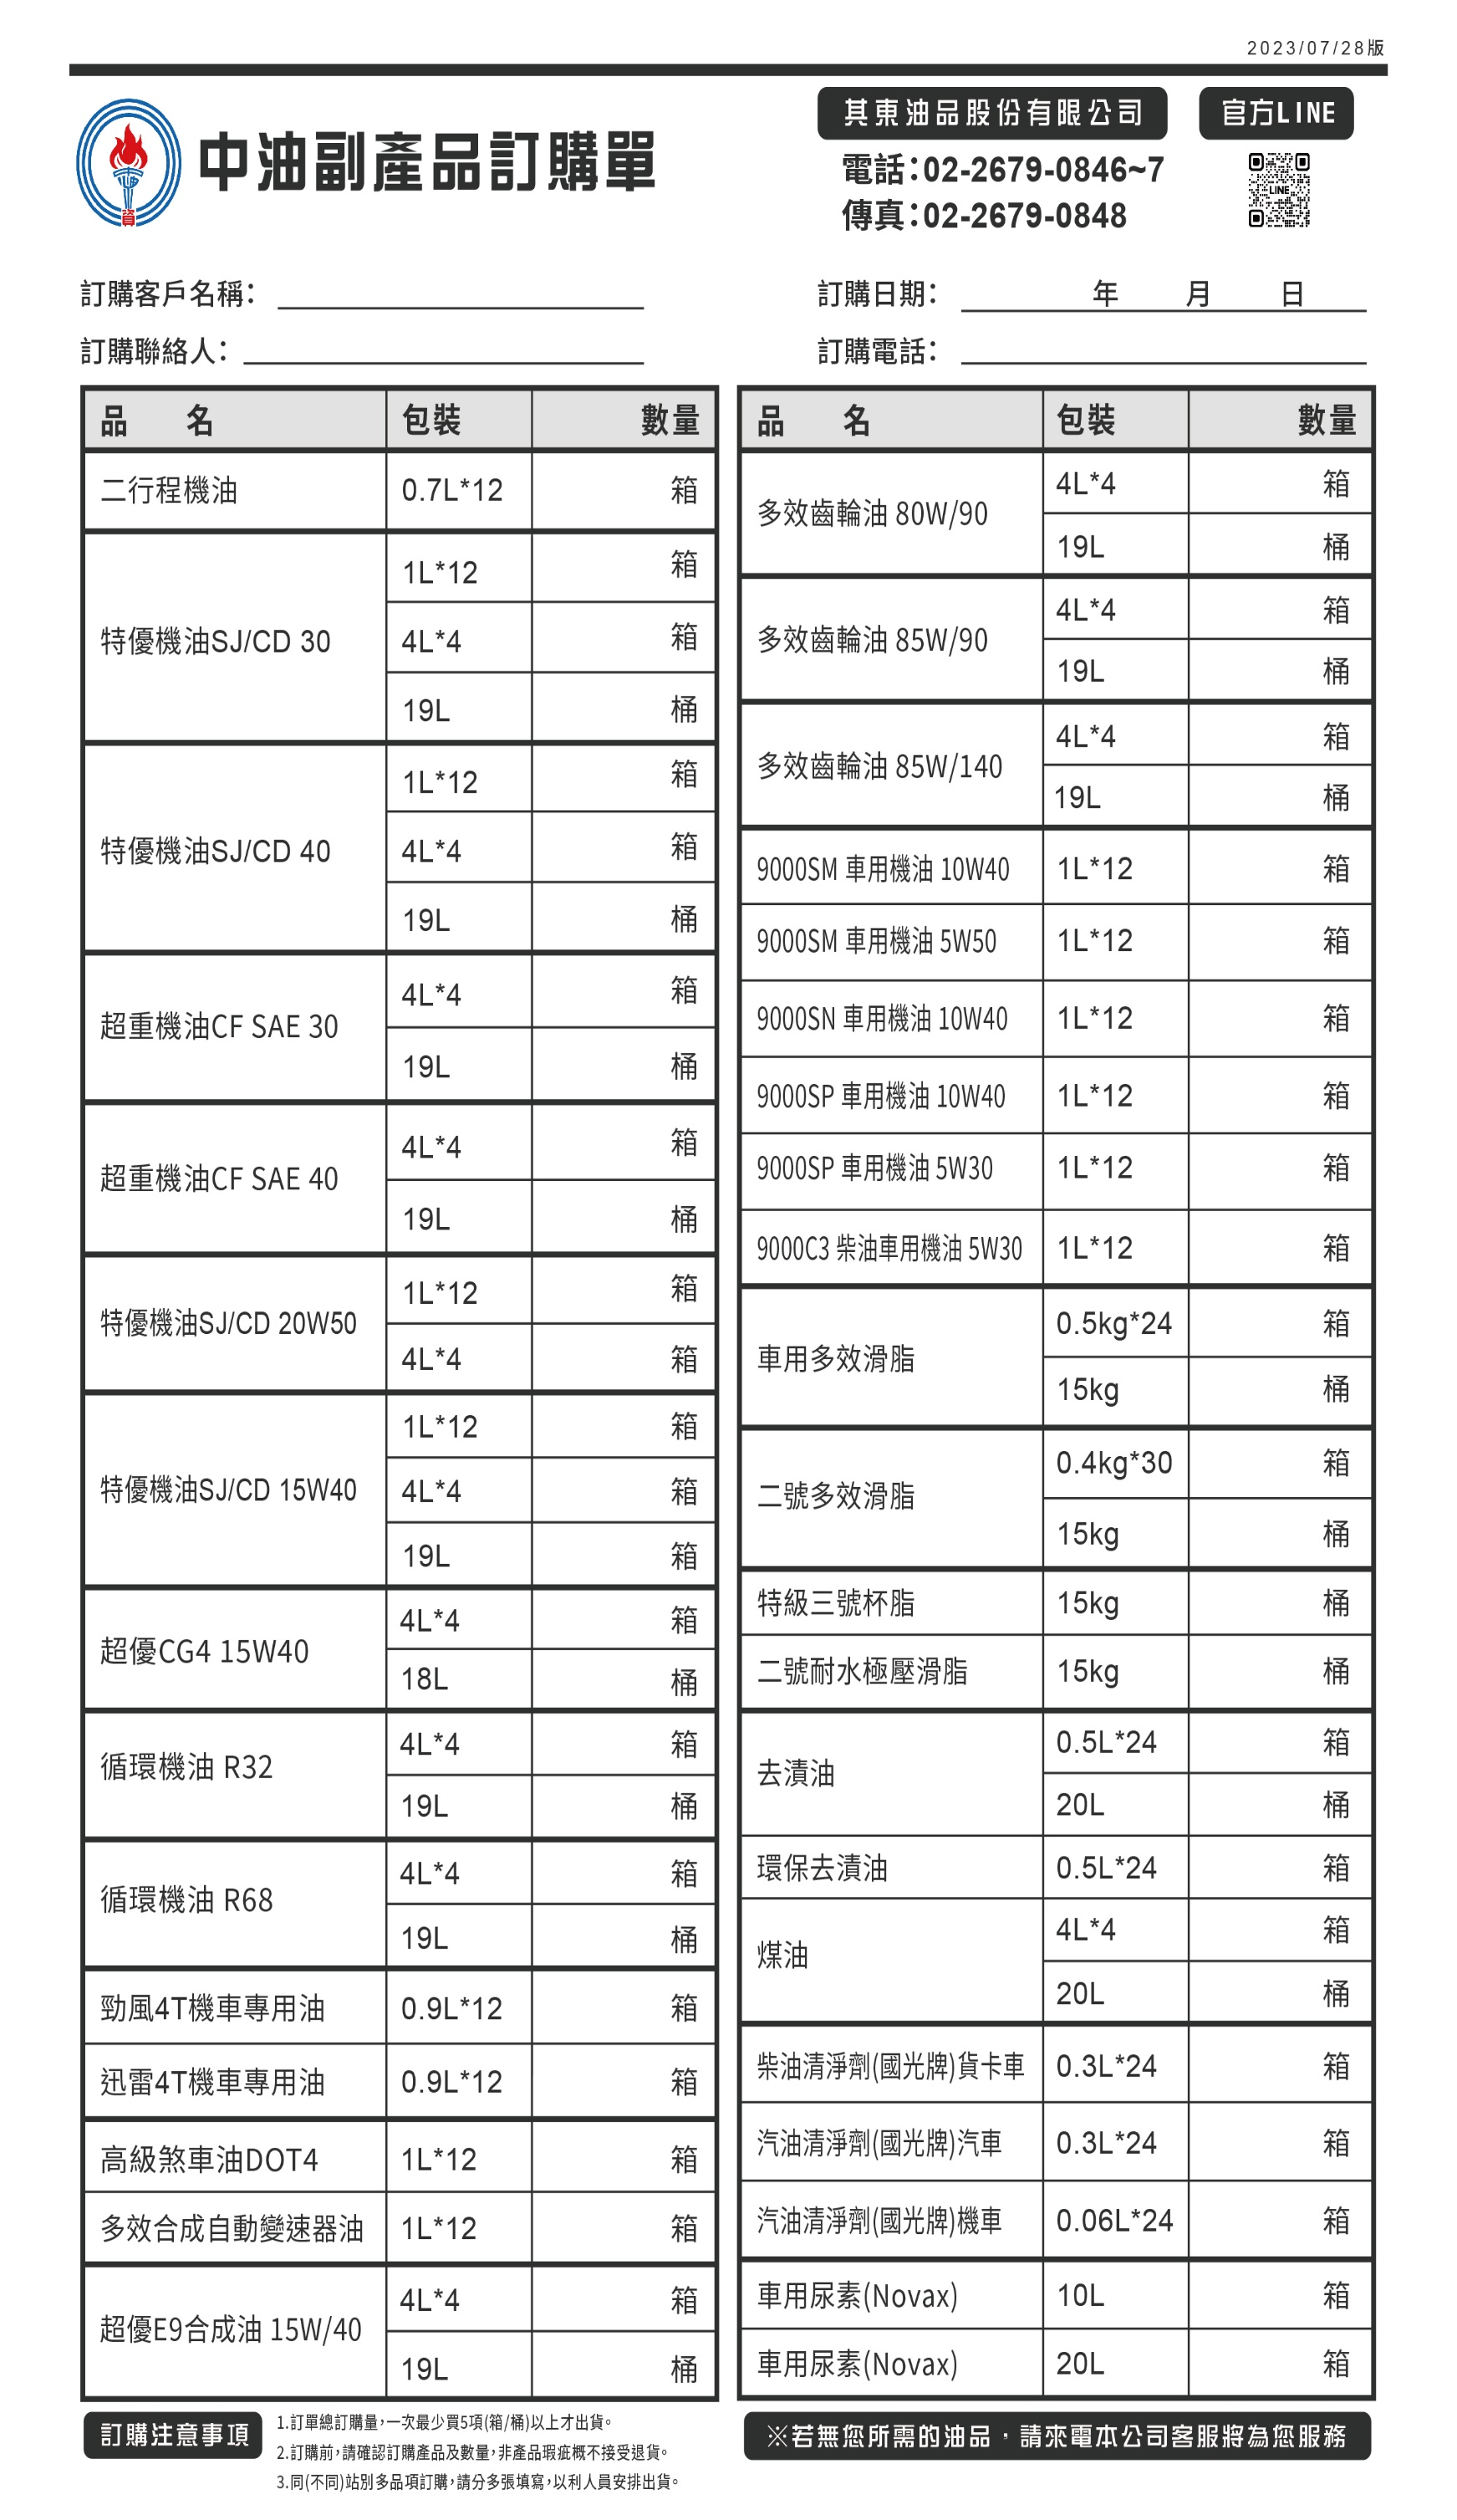 2023/07/28版
中油副產品訂購單
其東油品股份有限公司
官方LINE
電話：02-2679-0846~7
傳真：02-2679-0848
LINE
資
訂購客戶名稱：
訂購日期： 年 月 日
訂購聯絡人：
訂購電話：
品 名 包裝 數量
二行程機油 0.7L*12 箱
特優機油SJ/CD 30
1L*12 箱
4L*4 箱
19L 桶
特優機油SJ/CD 40
1L*12 箱
4L*4 箱
19L 桶
超重機油CF SAE 30
4L*4 箱
19L 桶
超重機油CF SAE 40
4L*4 箱
19L 桶
特優機油SJ/CD 20W50
1L*12 箱
4L*4 箱
特優機油SJ/CD 15W40
1L*12 箱
4L*4 箱
19L 箱
超優CG4 15W40
4L*4 箱
18L 桶
循環機油 R32
4L*4 箱
19L 桶
循環機油 R68
4L*4 箱
19L 桶
勁風4T機車專用油 0.9L*12 箱
迅雷4T機車專用油 0.9L*12 箱
高級煞車油DOT4 1L*12 箱
多效合成自動變速器油 1L*12 箱
超優E9合成油 15W/40
4L*4 箱
19L 桶
品 名 包裝 數量
多效齒輪油 80W/90
4L*4 箱
19L 桶
多效齒輪油 85W/90
4L*4 箱
19L 桶
多效齒輪油 85W/140
4L*4 箱
19L 桶
9000SM 車用機油 10W40 1L*12 箱
9000SM 車用機油 5W50 1L*12 箱
9000SN 車用機油 10W40 1L*12 箱
9000SP 車用機油 10W40 1L*12 箱
9000SP 車用機油 5W30 1L*12 箱
9000C3 柴油車用機油 5W30 1L*12 箱
車用多效滑脂
0.5kg*24 箱
15kg 桶
二號多效滑脂
0.4kg*30 箱
15kg 桶
特級三號杯脂 15kg 桶
二號耐水極壓滑脂 15kg 桶
去漬油
0.5L*24 箱
20L 桶
環保去漬油 0.5L*24 箱
煤油
4L*4 箱
20L 桶
柴油清淨劑(國光牌)貨卡車 0.3L*24 箱
汽油清淨劑(國光牌)汽車 0.3L*24 箱
汽油清淨劑(國光牌)機車 0.06L*24 箱
車用尿素(Novax) 10L 箱
車用尿素(Novax) 20L 箱
訂購注意事項
1.訂單總訂購量，一次最少買5項(箱/桶)以上才出貨。
2.訂購前，請確認訂購產品及數量，非產品瑕疵概不接受退貨。
3.同(不同)站別多品項訂購，請分多張填寫，以利人員安排出貨。
※若無您所需的油品，請來電本公司客服將為您服務